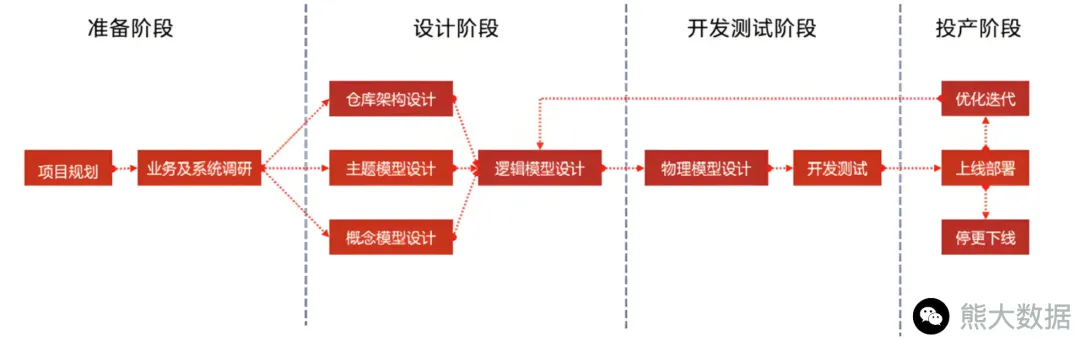 准备阶段
设计阶段
开发测试阶段
投产阶段
项目规划
业务及系统调研
仓库架构设计
主题模型设计
概念模型设计
逻辑模型设计
物理模型设计
开发测试
优化迭代
上线部署
停更下线
熊大数据